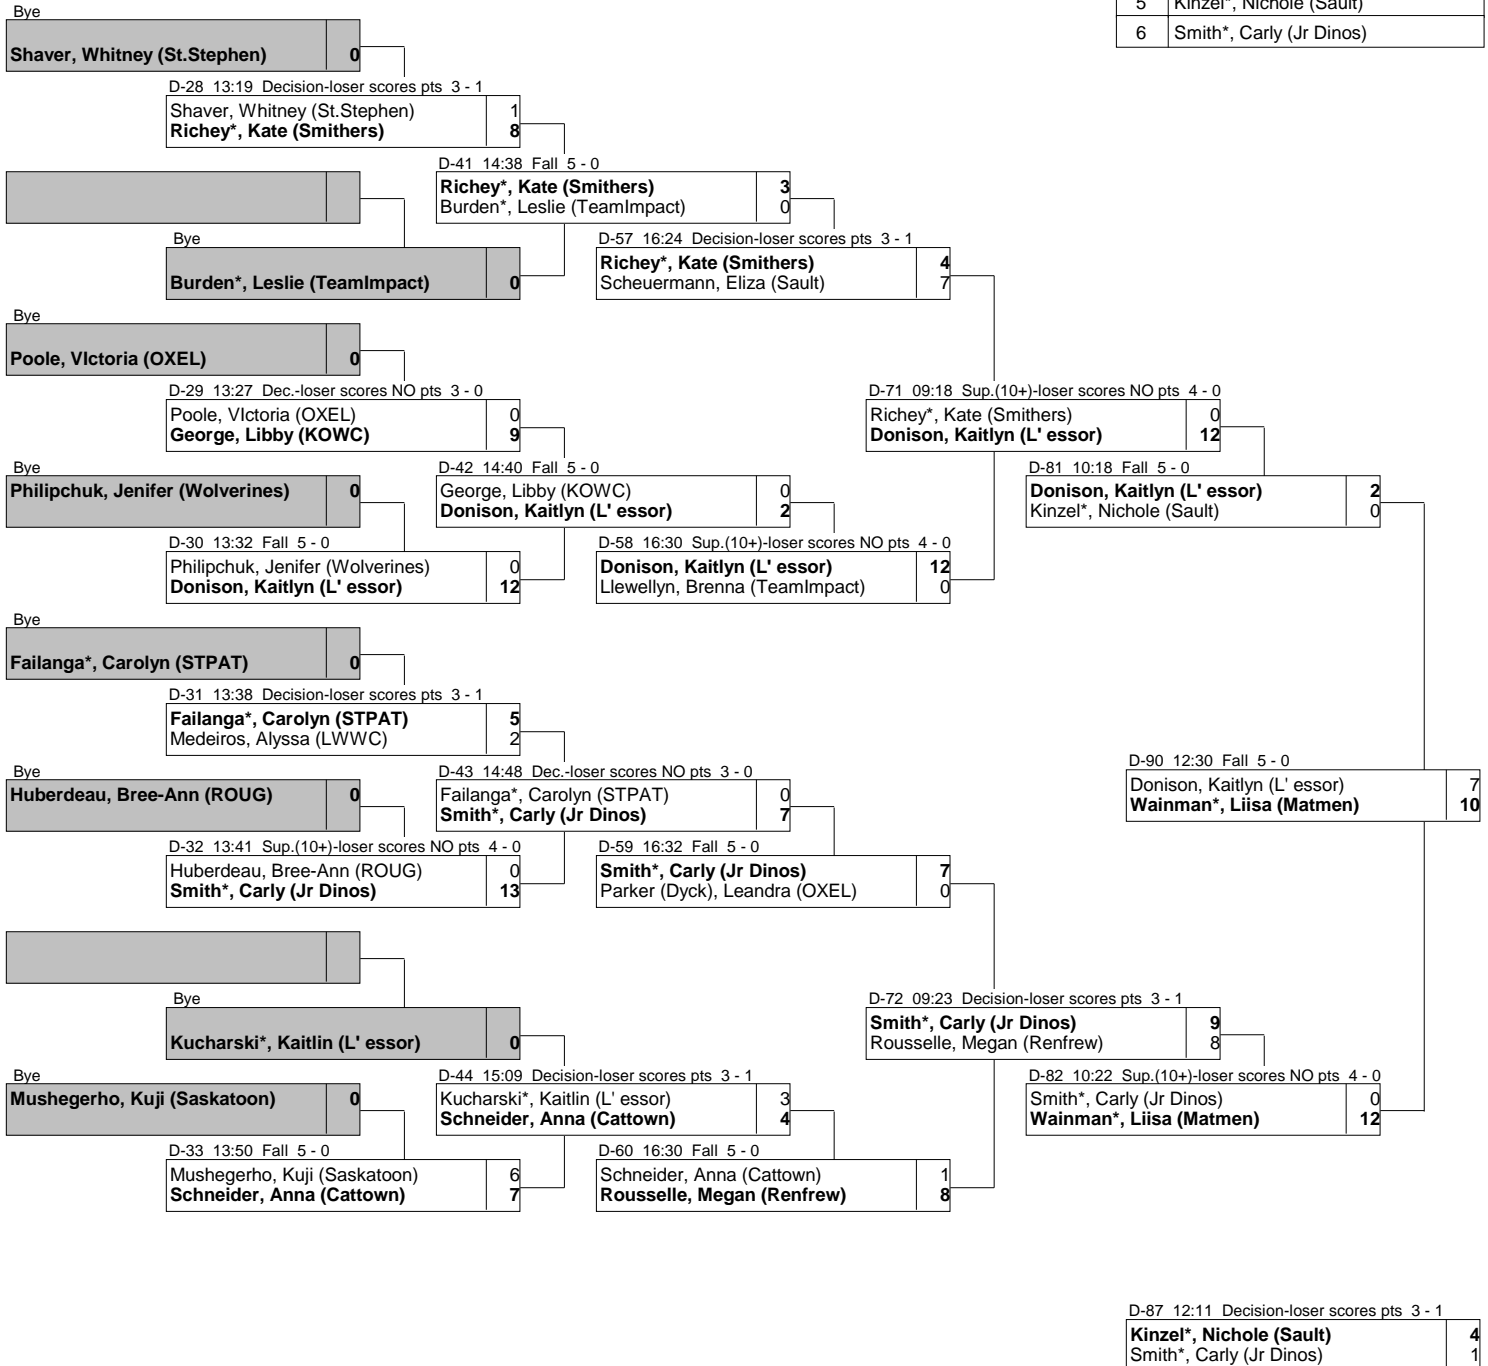 Bye
Shaver, Whitney (St.Stephen) 0
5 Kinzel*, Nichole (Sault)
6 Smith*, Carly (Jr Dinos)
D-28 13:19 Decision-loser scores pts 3 - 1
Shaver, Whitney (St.Stephen) 1
Richey*, Kate (Smithers) 8
D-41 14:38 Fall 5 - 0
Richey*, Kate (Smithers) 3
Burden*, Leslie (TeamImpact) 0
Bye
Burden*, Leslie (TeamImpact) 0
D-57 16:24 Decision-loser scores pts 3 - 1
Richey*, Kate (Smithers) 4
Scheuermann, Eliza (Sault) 7
Bye
Poole, VIctoria (OXEL) 0
D-29 13:27 Dec.-loser scores NO pts 3 - 0
Poole, VIctoria (OXEL) 0
George, Libby (KOWC) 9
D-71 09:18 Sup.(10+)-loser scores NO pts 4 - 0
Richey*, Kate (Smithers) 0
Donison, Kaitlyn (L' essor) 12
Bye
Philipchuk, Jenifer (Wolverines) 0
D-42 14:40 Fall 5 - 0
George, Libby (KOWC) 0
Donison, Kaitlyn (L' essor) 2
D-81 10:18 Fall 5 - 0
Donison, Kaitlyn (L' essor) 2
Kinzel*, Nichole (Sault) 0
D-30 13:32 Fall 5 - 0
Philipchuk, Jenifer (Wolverines) 0
Donison, Kaitlyn (L' essor) 12
D-58 16:30 Sup.(10+)-loser scores NO pts 4 - 0
Donison, Kaitlyn (L' essor) 12
Llewellyn, Brenna (TeamImpact) 0
Bye
Failanga*, Carolyn (STPAT) 0
D-31 13:38 Decision-loser scores pts 3 - 1
Failanga*, Carolyn (STPAT) 5
Medeiros, Alyssa (LWWC) 2
D-90 12:30 Fall 5 - 0
Donison, Kaitlyn (L' essor) 7
Wainman*, Liisa (Matmen) 10
Bye
Huberdeau, Bree-Ann (ROUG) 0
D-43 14:48 Dec.-loser scores NO pts 3 - 0
Failanga*, Carolyn (STPAT) 0
Smith*, Carly (Jr Dinos) 7
D-32 13:41 Sup.(10+)-loser scores NO pts 4 - 0
Huberdeau, Bree-Ann (ROUG) 0
Smith*, Carly (Jr Dinos) 13
D-59 16:32 Fall 5 - 0
Smith*, Carly (Jr Dinos) 7
Parker (Dyck), Leandra (OXEL) 0
Bye
Kucharski*, Kaitlin (L' essor) 0
D-72 09:23 Decision-loser scores pts 3 - 1
Smith*, Carly (Jr Dinos) 9
Rousselle, Megan (Renfrew) 8
Bye
Mushegerho, Kuji (Saskatoon) 0
D-44 15:09 Decision-loser scores pts 3 - 1
Kucharski*, Kaitlin (L' essor) 3
Schneider, Anna (Cattown) 4
D-82 10:22 Sup.(10+)-loser scores NO pts 4 - 0
Smith*, Carly (Jr Dinos) 0
Wainman*, Liisa (Matmen) 12
D-33 13:50 Fall 5 - 0
Mushegerho, Kuji (Saskatoon) 6
Schneider, Anna (Cattown) 7
D-60 16:30 Fall 5 - 0
Schneider, Anna (Cattown) 1
Rousselle, Megan (Renfrew) 8
D-87 12:11 Decision-loser scores pts 3 - 1
Kinzel*, Nichole (Sault) 4
Smith*, Carly (Jr Dinos) 1